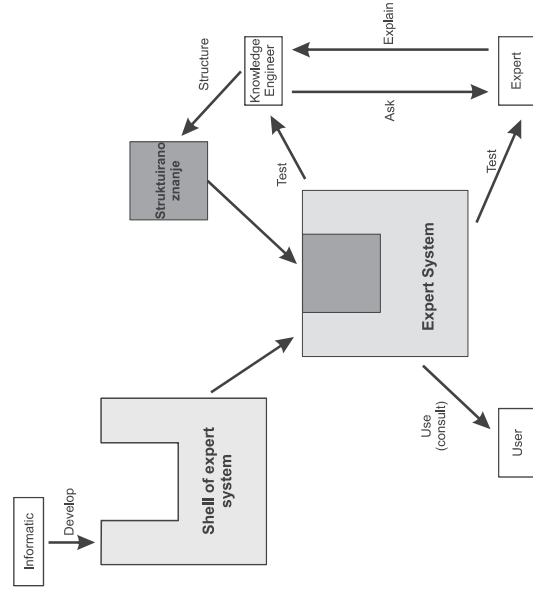 Informatic
Develop
Shell of expert
system
Struktuirano
znanje
Structure
Knowledge
Engineer
Explain
Ask
Expert
Test
Test
Expert System
Use
(consult)
User